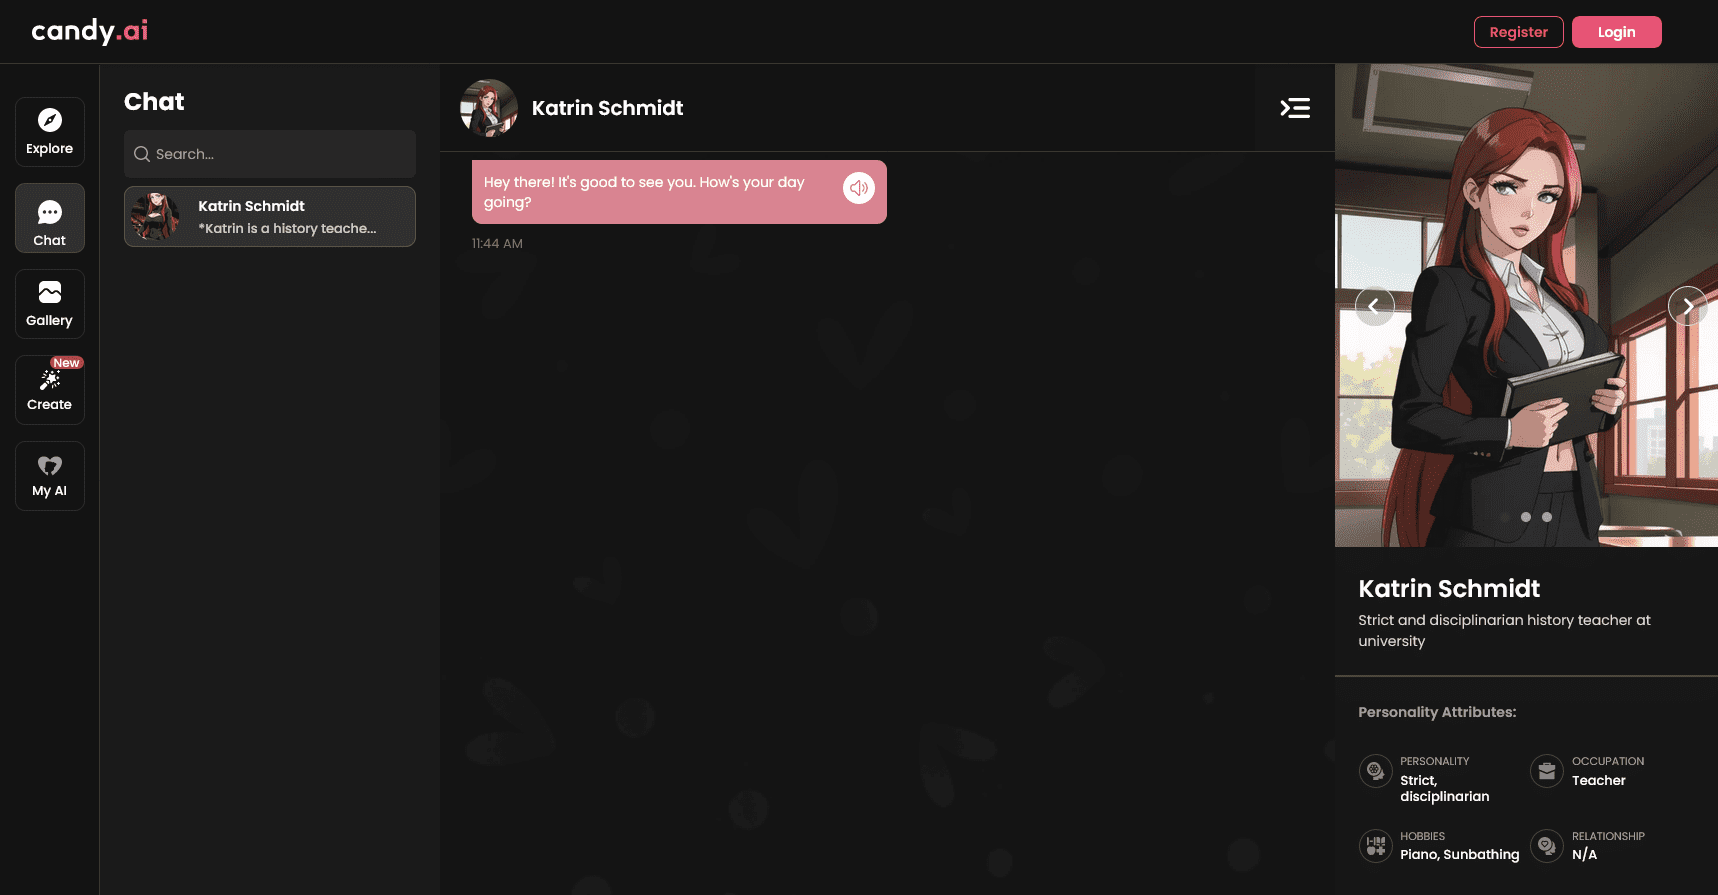 candy.ai
Register
Login
Explore
Chat
Gallery
New
Create
My AI
Chat
Search...
Katrin Schmidt
*Katrin is a history teache...
Katrin Schmidt
Hey there! It's good to see you. How's your day
going?
11:44 AM
Katrin Schmidt
Strict and disciplinarian history teacher at
university
Personality Attributes:
PERSONALITY
Strict,
disciplinarian
OCCUPATION
Teacher
HOBBIES
Piano, Sunbathing
RELATIONSHIP
N/A